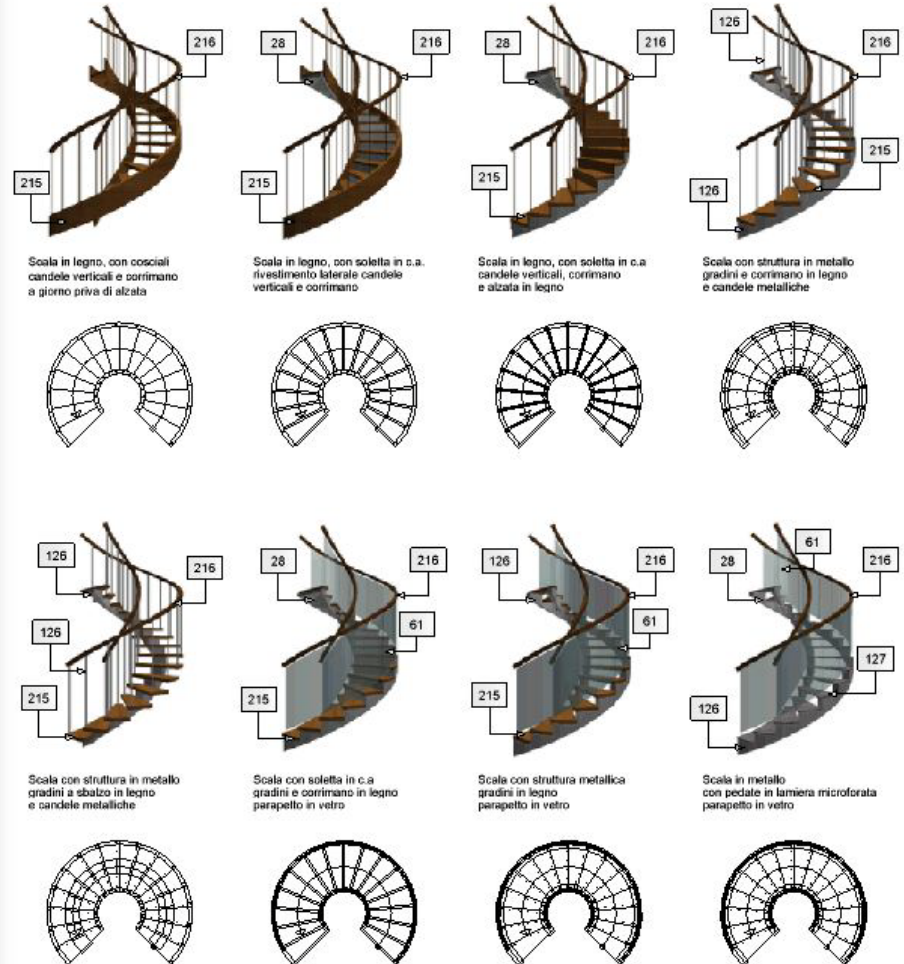 216
28
216
28
216
126
216
215
215
215
215
126
Scala in legno, con cosciali
candele verticali e corrimano
a giorno priva di alzata
Scala in legno, con soletta in c.a.
rivestimento laterale candele
verticali e corrimano
Scala in legno, con soletta in c.a
candele verticali, corrimano
e alzata in legno
Scala con struttura in metallo
gradini e corrimano in legno
e candele metalliche
126
216
28
216
126
216
28
61
216
126
215
61
215
61
215
127
126
Scala con struttura in metallo
gradini a sbalzo in legno
e candele metalliche
Scala con soletta in c.a
gradini e corrimano in legno
parapetto in vetro
Scala con struttura metallica
gradini in legno
parapetto in vetro
Scala in metallo
con pedate in lamiera microforata
parapetto in vetro